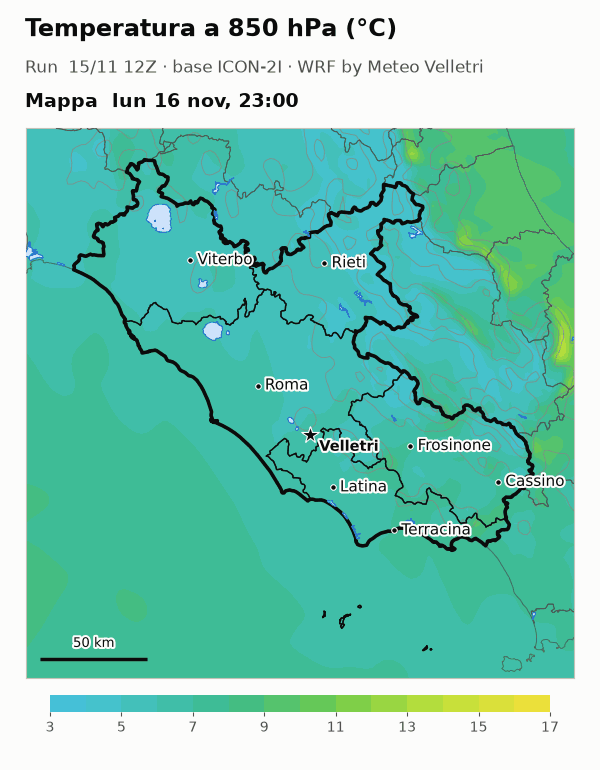 Temperatura a 850 hPa (°C)
Run  15/11 12Z · base ICON-2I · WRF by Meteo Velletri
Mappa  lun 16 nov, 23:00
Viterbo
Rieti
Roma
Velletri
Frosinone
Latina
Cassino
Terracina
50 km
3 5 7 9 11 13 15 17